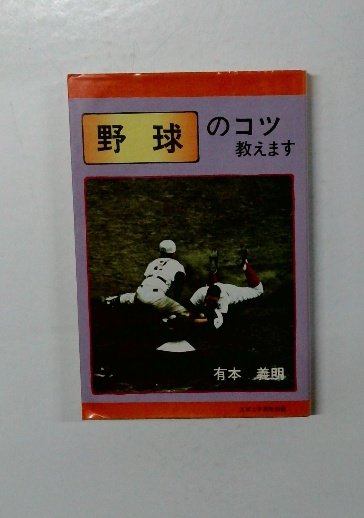 野球のコツ
教えます
有本 義明